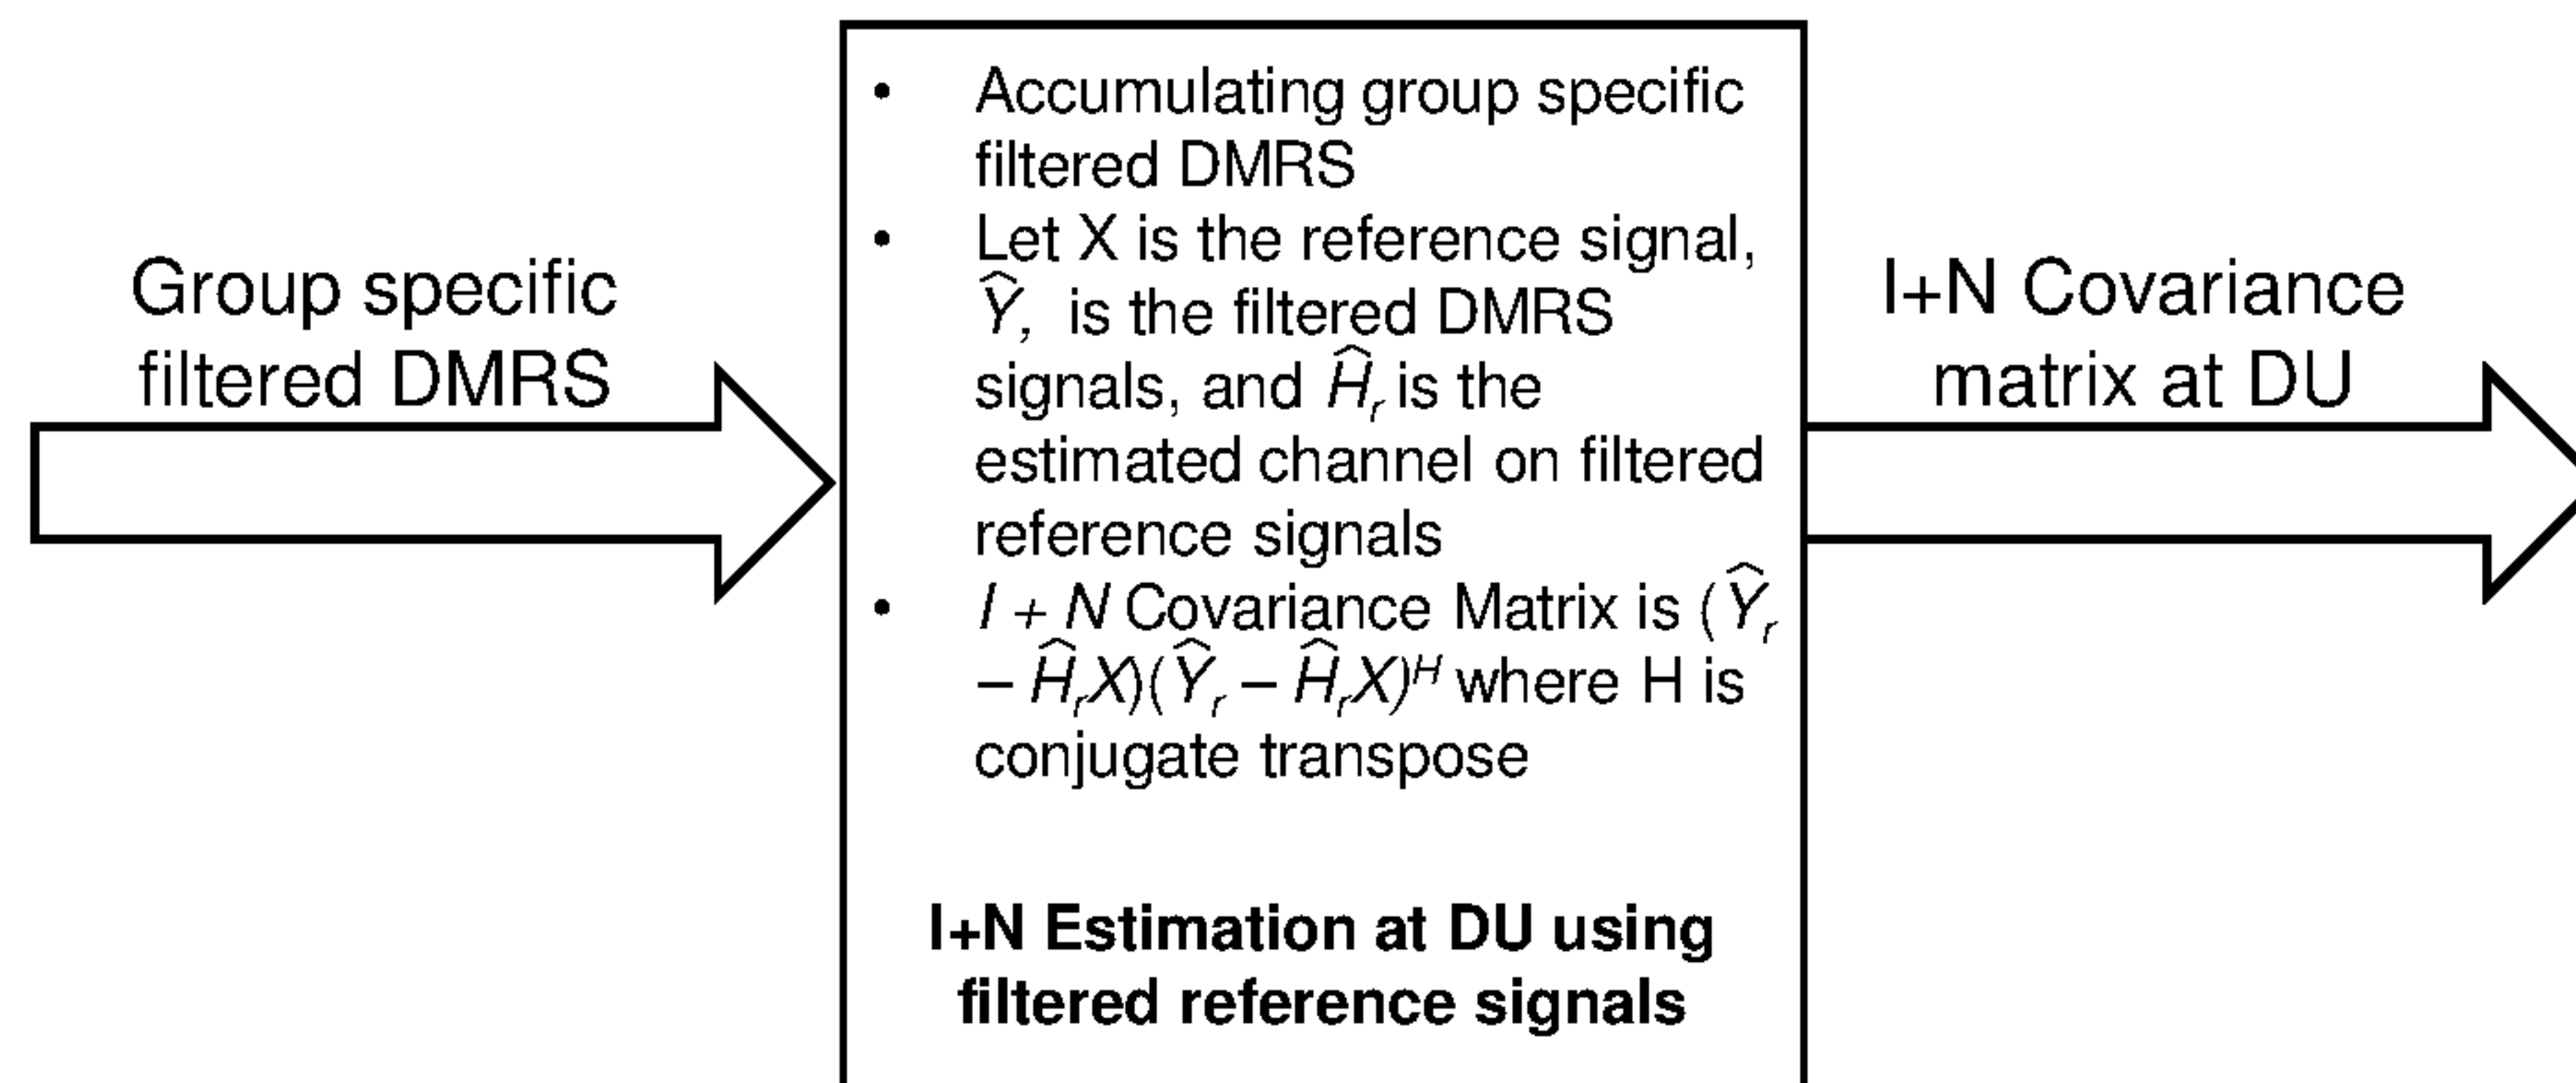 Group specific
filtered DMRS
• Accumulating group specific
filtered DMRS
• Let X is the reference signal,
Ŷ, is the filtered DMRS
signals, and Ĥᵣ is the
estimated channel on filtered
reference signals
• I + N Covariance Matrix is (Ŷᵣ
– ĤᵣX)(Ŷᵣ – ĤᵣX)ᴴ where H is
conjugate transpose
I+N Estimation at DU using
filtered reference signals
I+N Covariance
matrix at DU